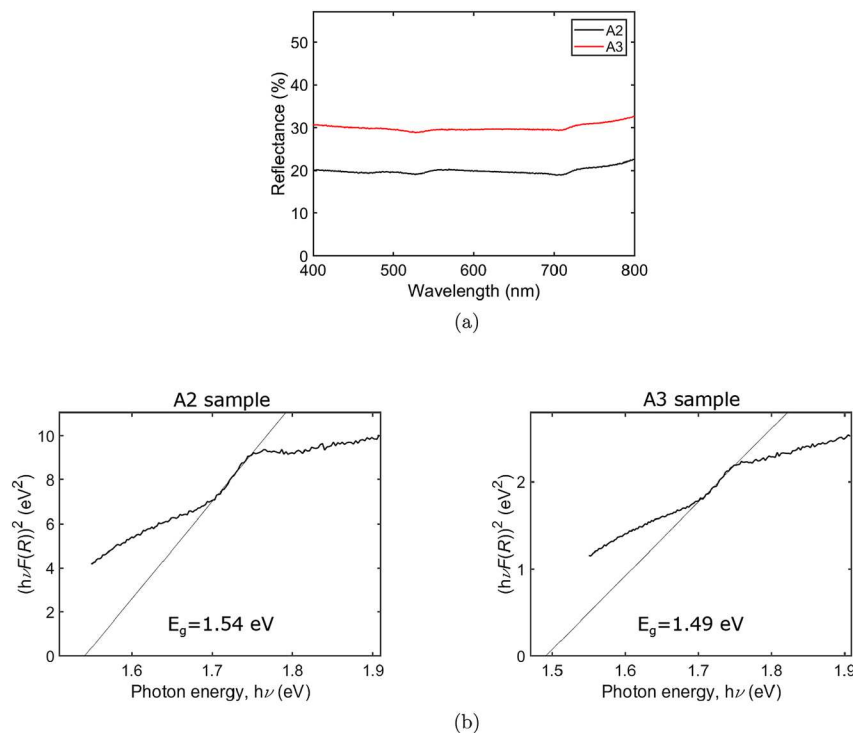 A2
A3
50
40
30
20
10
0
Reflectance (%)
400 500 600 700 800
Wavelength (nm)
(a)
A2 sample
10
8
6
4
2
0
(hνF(R))² (eV²)
E_g=1.54 eV
1.6 1.7 1.8 1.9
Photon energy, hν (eV)
A3 sample
2
1
0
(hνF(R))² (eV²)
E_g=1.49 eV
1.5 1.6 1.7 1.8 1.9
Photon energy, hν (eV)
(b)